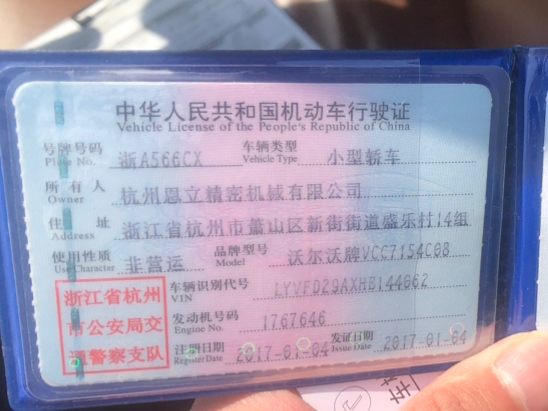 中华人民共和国机动车行驶证
Vehicle License of the People's Republic of China
号牌号码 浙A566CX 车辆类型 小型轿车
Plate No. Vehicle Type
所有人 杭州恩立精密机械有限公司
Owner
住址 浙江省杭州市萧山区新街街道盛乐村14组
Address
使用性质 非营运 品牌型号 沃尔沃牌VCC7154C08
Use Character Model
浙江省杭州
市公安局交
通警察支队
车辆识别代号 LYVFD29AXHB144062
VIN
发动机号码 1767646
Engine No.
注册日期 2017-01-04 发证日期 2017-01-04
Register Date Issue Date